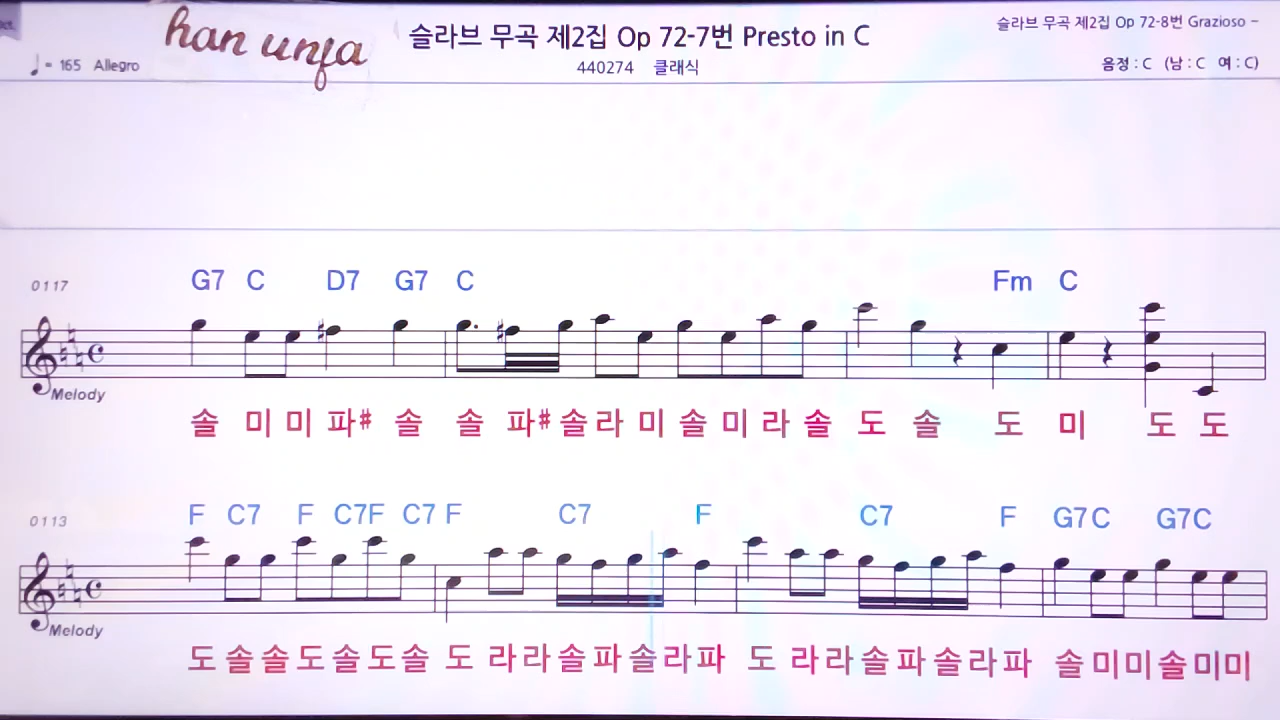 han unfa
슬라브 무곡 제2집 Op 72-7번 Presto in C
슬라브 무곡 제2집 Op 72-8번 Grazioso -
♩= 165 Allegro
440274 클래식
음정 : C (남 : C 여 : C)
0117 G7 C D7 G7 C Fm C
Melody
솔 미 미 파# 솔 솔 파# 솔 라 미 솔 미 라 솔 도 솔 도 미 도 도
0113 F C7 F C7F C7 F C7 F C7 F G7C G7C
Melody
도 솔 솔 도 솔 도 솔 도 라 라 솔 파 솔 라 파 도 라 라 솔 파 솔 라 파 솔 미 미 솔 미 미